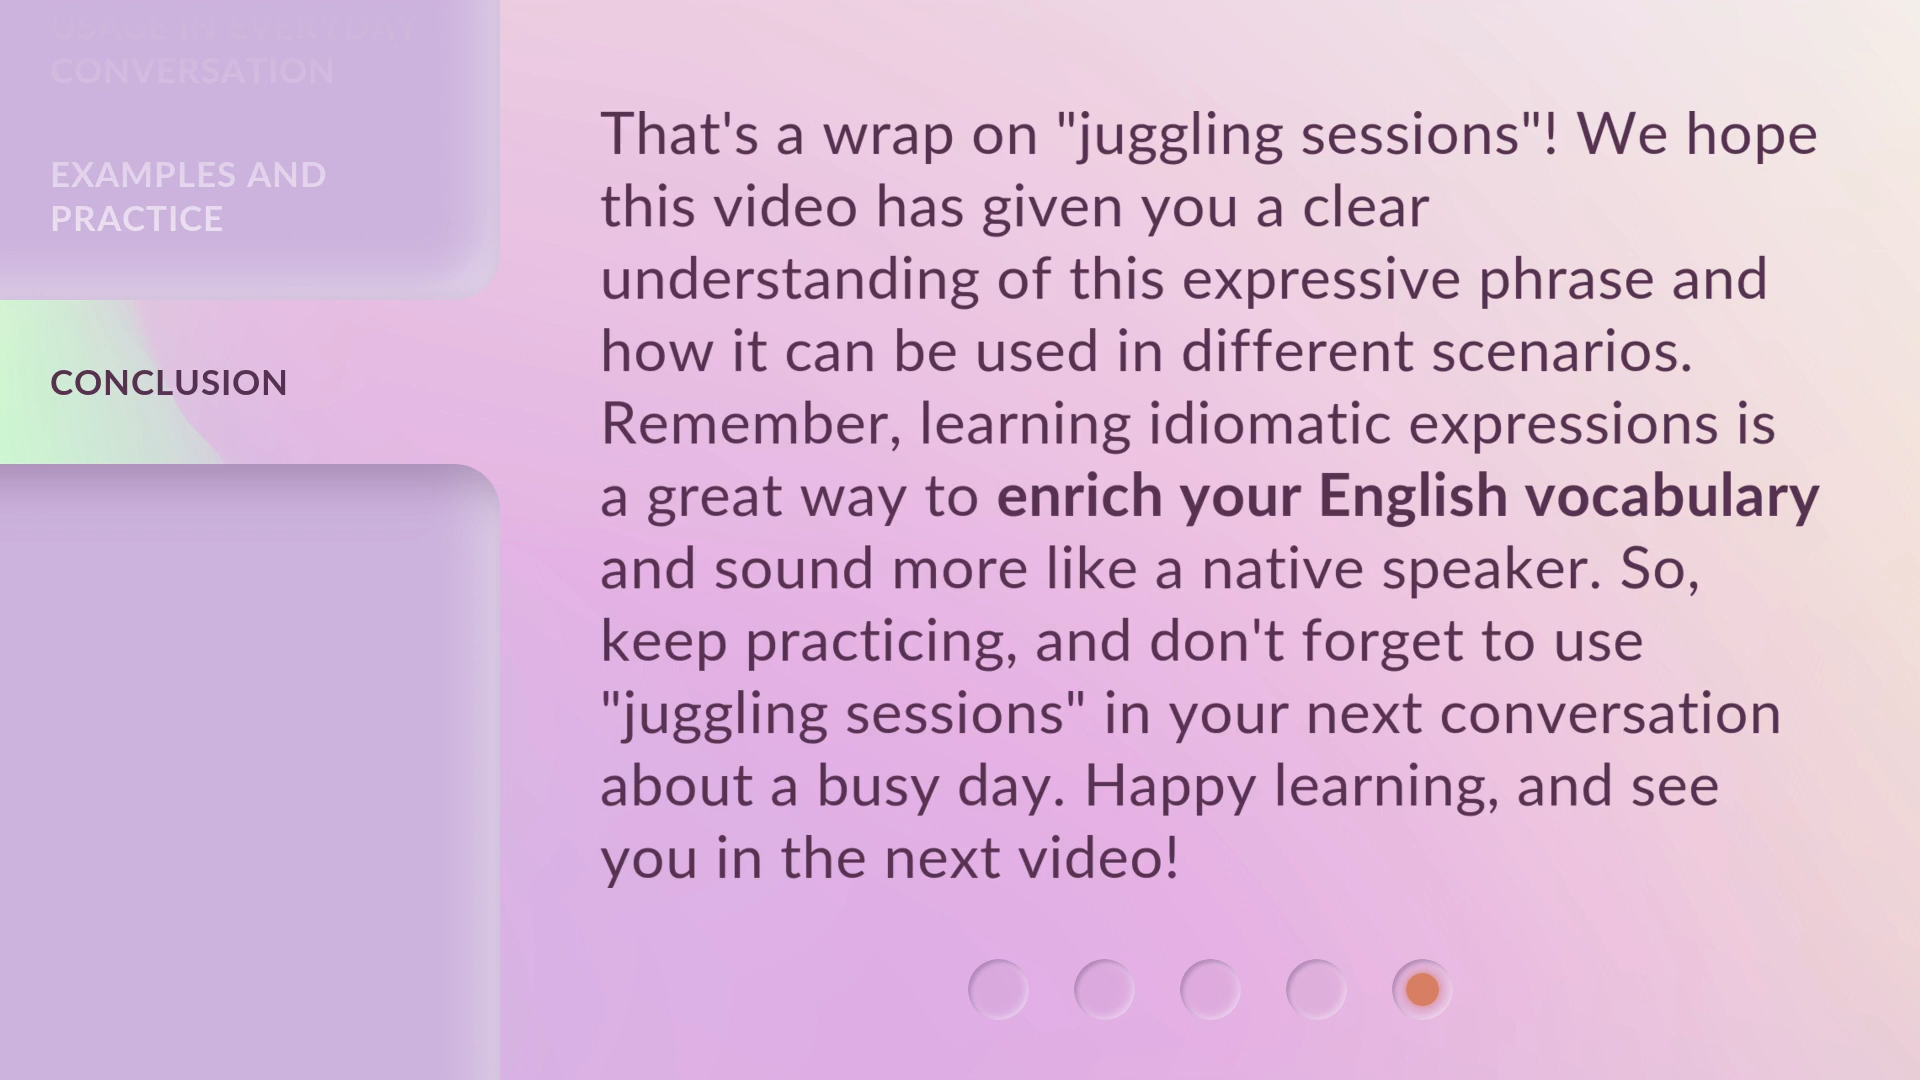 USAGE IN EVERYDAY
CONVERSATION
EXAMPLES AND
PRACTICE
CONCLUSION
That's a wrap on "juggling sessions"! We hope
this video has given you a clear
understanding of this expressive phrase and
how it can be used in different scenarios.
Remember, learning idiomatic expressions is
a great way to enrich your English vocabulary
and sound more like a native speaker. So,
keep practicing, and don't forget to use
"juggling sessions" in your next conversation
about a busy day. Happy learning, and see
you in the next video!